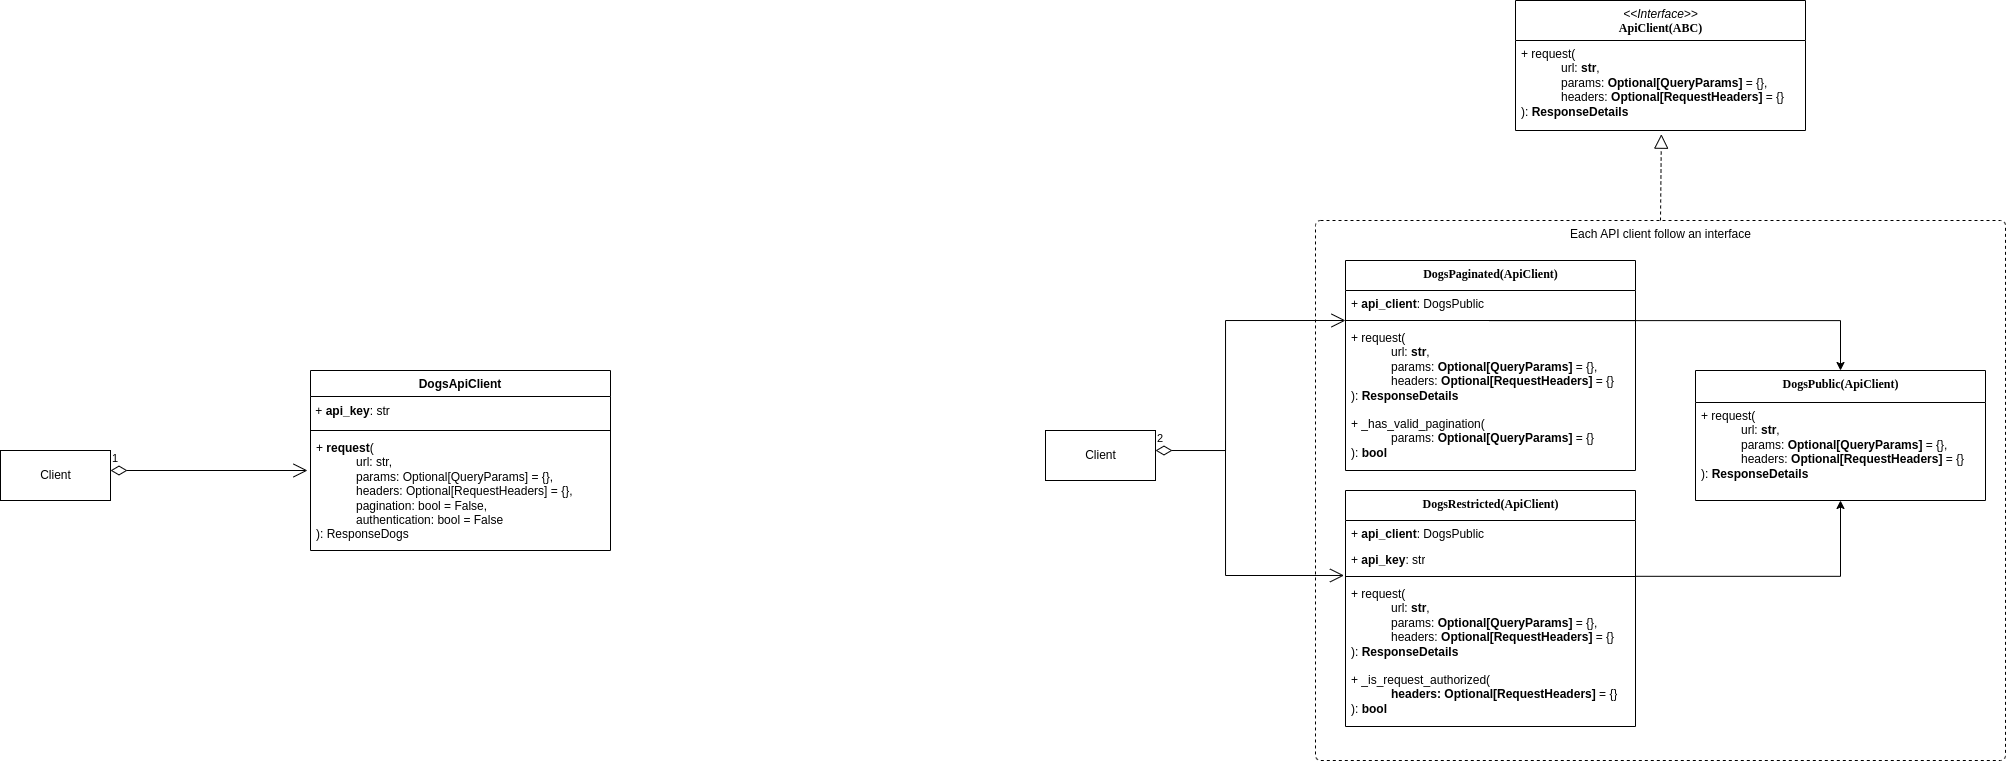 Client
1
DogsApiClient
+ api_key: str
+ request(
url: str,
params: Optional[QueryParams] = {},
headers: Optional[RequestHeaders] = {},
pagination: bool = False,
authentication: bool = False
): ResponseDogs
<<Interface>>
ApiClient(ABC)
+ request(
url: str,
params: Optional[QueryParams] = {},
headers: Optional[RequestHeaders] = {}
): ResponseDetails
Each API client follow an interface
Client
2
DogsPaginated(ApiClient)
+ api_client: DogsPublic
+ request(
url: str,
params: Optional[QueryParams] = {},
headers: Optional[RequestHeaders] = {}
): ResponseDetails
+ _has_valid_pagination(
params: Optional[QueryParams] = {}
): bool
DogsRestricted(ApiClient)
+ api_client: DogsPublic
+ api_key: str
+ request(
url: str,
params: Optional[QueryParams] = {},
headers: Optional[RequestHeaders] = {}
): ResponseDetails
+ _is_request_authorized(
headers: Optional[RequestHeaders] = {}
): bool
DogsPublic(ApiClient)
+ request(
url: str,
params: Optional[QueryParams] = {},
headers: Optional[RequestHeaders] = {}
): ResponseDetails